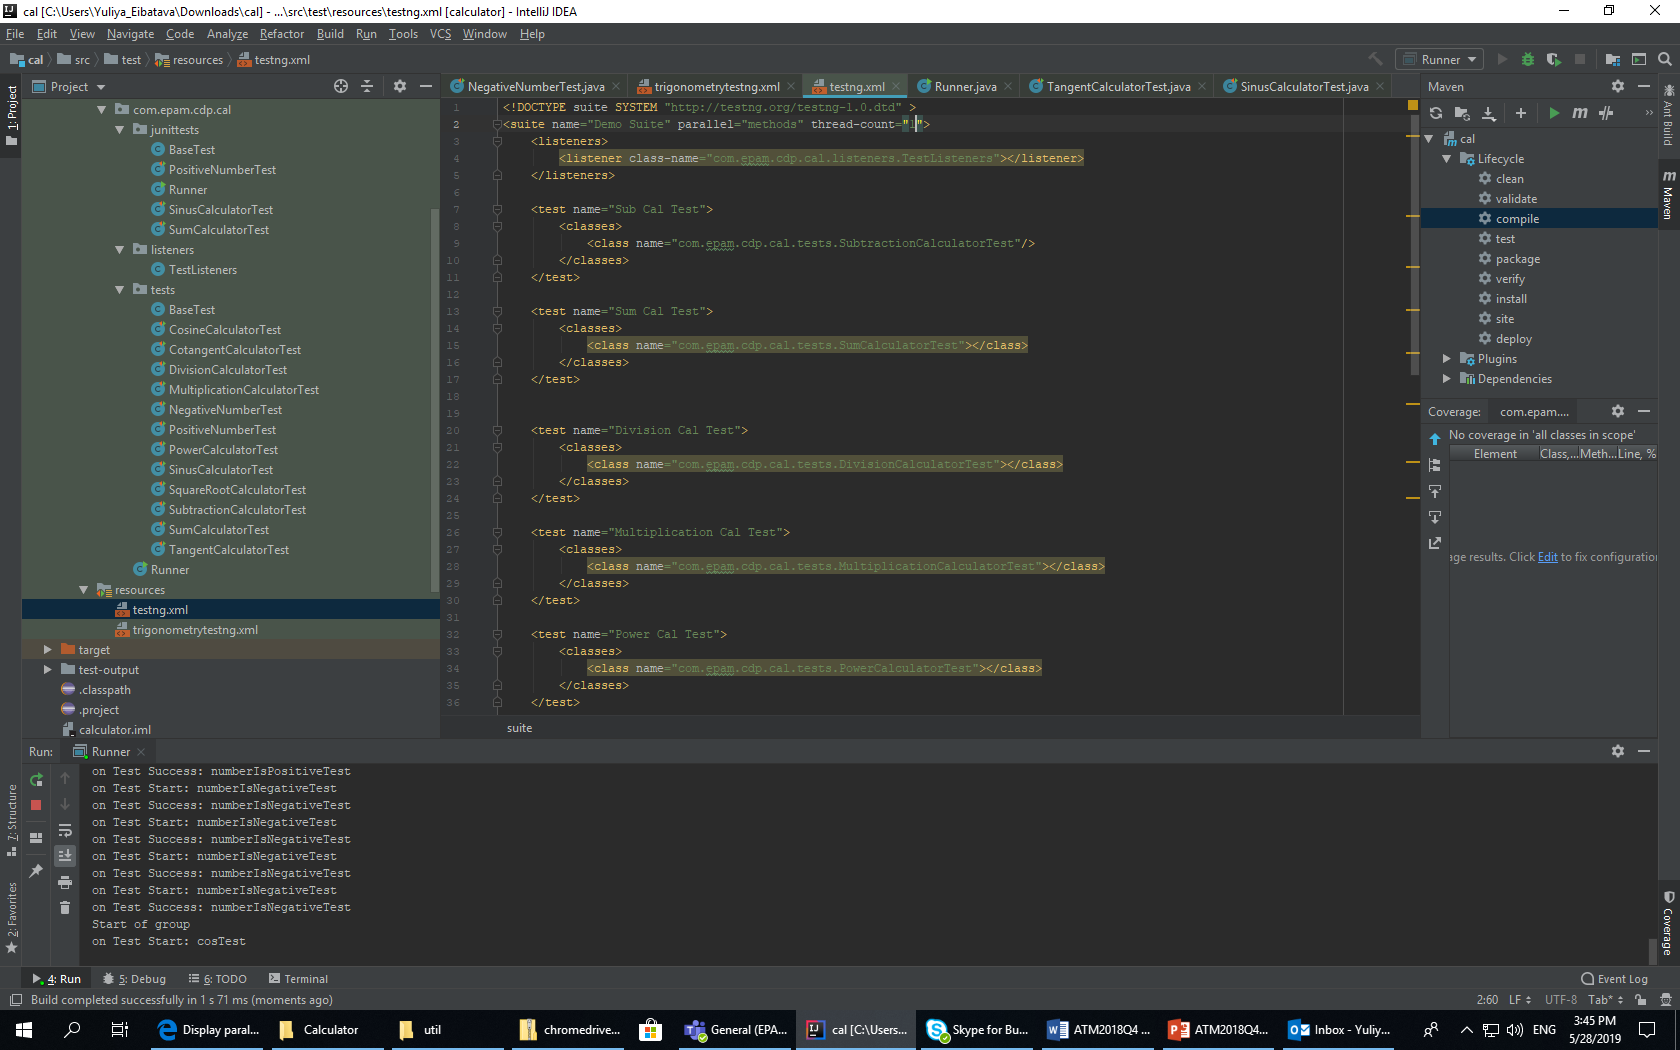 cal [C:\Users\Yuliya_Eibatava\Downloads\cal] - ...\src\test\resources\testng.xml [calculator] - IntelliJ IDEA
File Edit View Navigate Code Analyze Refactor Build Run Tools VCS Window Help
cal src test resources testng.xml
Runner
1: Project
Project
com.epam.cdp.cal
junittests
BaseTest
PositiveNumberTest
Runner
SinusCalculatorTest
SumCalculatorTest
listeners
TestListeners
tests
BaseTest
CosineCalculatorTest
CotangentCalculatorTest
DivisionCalculatorTest
MultiplicationCalculatorTest
NegativeNumberTest
PositiveNumberTest
PowerCalculatorTest
SinusCalculatorTest
SquareRootCalculatorTest
SubtractionCalculatorTest
SumCalculatorTest
TangentCalculatorTest
Runner
resources
testng.xml
trigonometrytestng.xml
target
test-output
.classpath
.project
calculator.iml
NegativeNumberTest.java trigonometrytestng.xml testng.xml Runner.java TangentCalculatorTest.java SinusCalculatorTest.java
1 <!DOCTYPE suite SYSTEM "http://testng.org/testng-1.0.dtd" >
2 <suite name="Demo Suite" parallel="methods" thread-count="1">
3 <listeners>
4 <listener class-name="com.epam.cdp.cal.listeners.TestListeners"></listener>
5 </listeners>
6
7 <test name="Sub Cal Test">
8 <classes>
9 <class name="com.epam.cdp.cal.tests.SubtractionCalculatorTest"/>
10 </classes>
11 </test>
12
13 <test name="Sum Cal Test">
14 <classes>
15 <class name="com.epam.cdp.cal.tests.SumCalculatorTest"></class>
16 </classes>
17 </test>
18
19
20 <test name="Division Cal Test">
21 <classes>
22 <class name="com.epam.cdp.cal.tests.DivisionCalculatorTest"></class>
23 </classes>
24 </test>
25
26 <test name="Multiplication Cal Test">
27 <classes>
28 <class name="com.epam.cdp.cal.tests.MultiplicationCalculatorTest"></class>
29 </classes>
30 </test>
31
32 <test name="Power Cal Test">
33 <classes>
34 <class name="com.epam.cdp.cal.tests.PowerCalculatorTest"></class>
35 </classes>
36 </test>
suite
Maven
cal
Lifecycle
clean
validate
compile
test
package
verify
install
site
deploy
Plugins
Dependencies
Coverage: com.epam....
No coverage in 'all classes in scope'
Element Class,... Meth... Line, %
age results. Click Edit to fix configuration
Ant Build
Maven
Coverage
Run: Runner
on Test Success: numberIsPositiveTest
on Test Start: numberIsNegativeTest
on Test Success: numberIsNegativeTest
on Test Start: numberIsNegativeTest
on Test Success: numberIsNegativeTest
on Test Start: numberIsNegativeTest
on Test Success: numberIsNegativeTest
on Test Start: numberIsNegativeTest
on Test Success: numberIsNegativeTest
Start of group
on Test Start: cosTest
7: Structure
2: Favorites
4: Run 5: Debug 6: TODO Terminal Event Log
Build completed successfully in 1 s 71 ms (moments ago) 2:60 LF UTF-8 Tab*
Display paral... Calculator util chromedrive... General (EPA... cal [C:\Users... Skype for Bu... ATM2018Q4 ... ATM2018Q4... Inbox - Yuliy... ENG
3:45 PM
5/28/2019